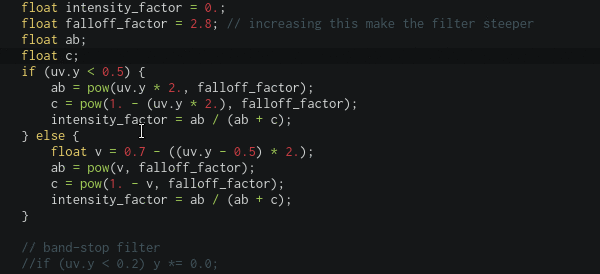 float intensity_factor = 0.;
float falloff_factor = 2.8; // increasing this make the filter steeper
float ab;
float c;
if (uv.y < 0.5) {
ab = pow(uv.y * 2., falloff_factor);
c = pow(1. - (uv.y * 2.), falloff_factor);
intensity_factor = ab / (ab + c);
} else {
float v = 0.7 - ((uv.y - 0.5) * 2.);
ab = pow(v, falloff_factor);
c = pow(1. - v, falloff_factor);
intensity_factor = ab / (ab + c);
}
// band-stop filter
//if (uv.y < 0.2) y *= 0.0;